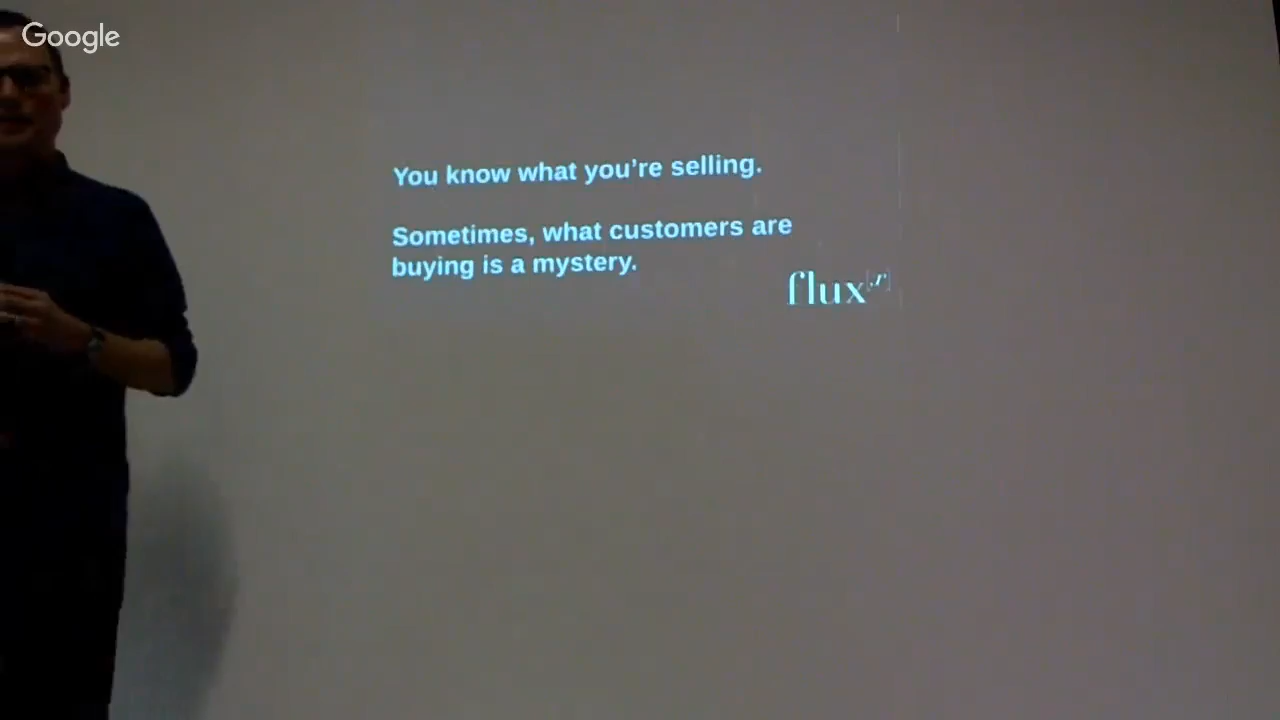 Google
You know what you're selling.
Sometimes, what customers are
buying is a mystery.
flux